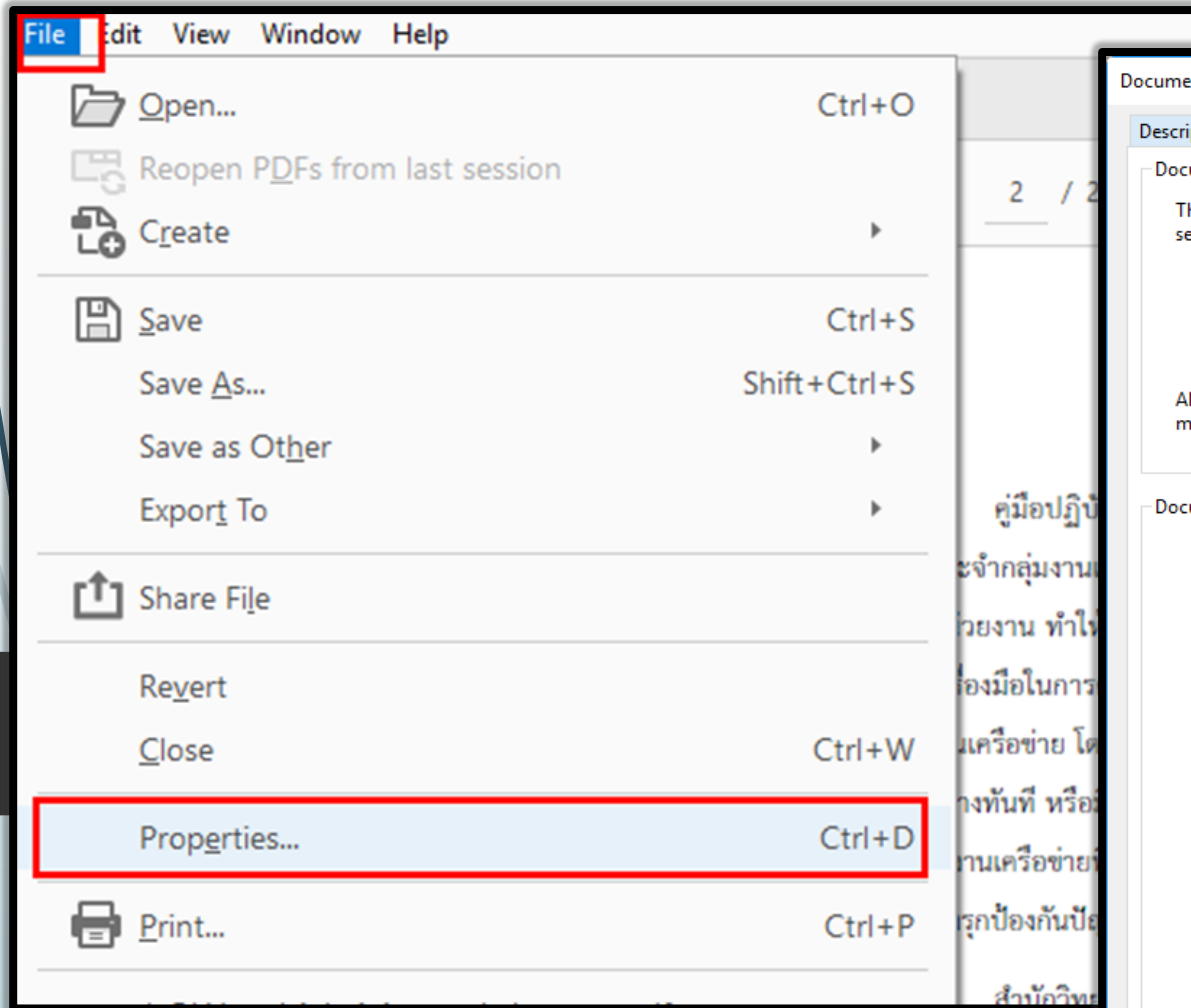 File Edit View Window Help
Open... Ctrl+O
Reopen PDFs from last session
Create
Save Ctrl+S
Save As... Shift+Ctrl+S
Save as Other
Export To
Share File
Revert
Close Ctrl+W
Properties... Ctrl+D
Print... Ctrl+P
2 / 2
คู่มือปฏิบั
ะจำกลุ่มงาน
่วยงาน ทำให้
ื่องมือในการ
นเครือข่าย โด
างทันที หรือ
งานเครือข่าย
รุกป้องกันปั
สำนักวิทย
Docume
Descri
Docu
Th
se
Al
m
Docu